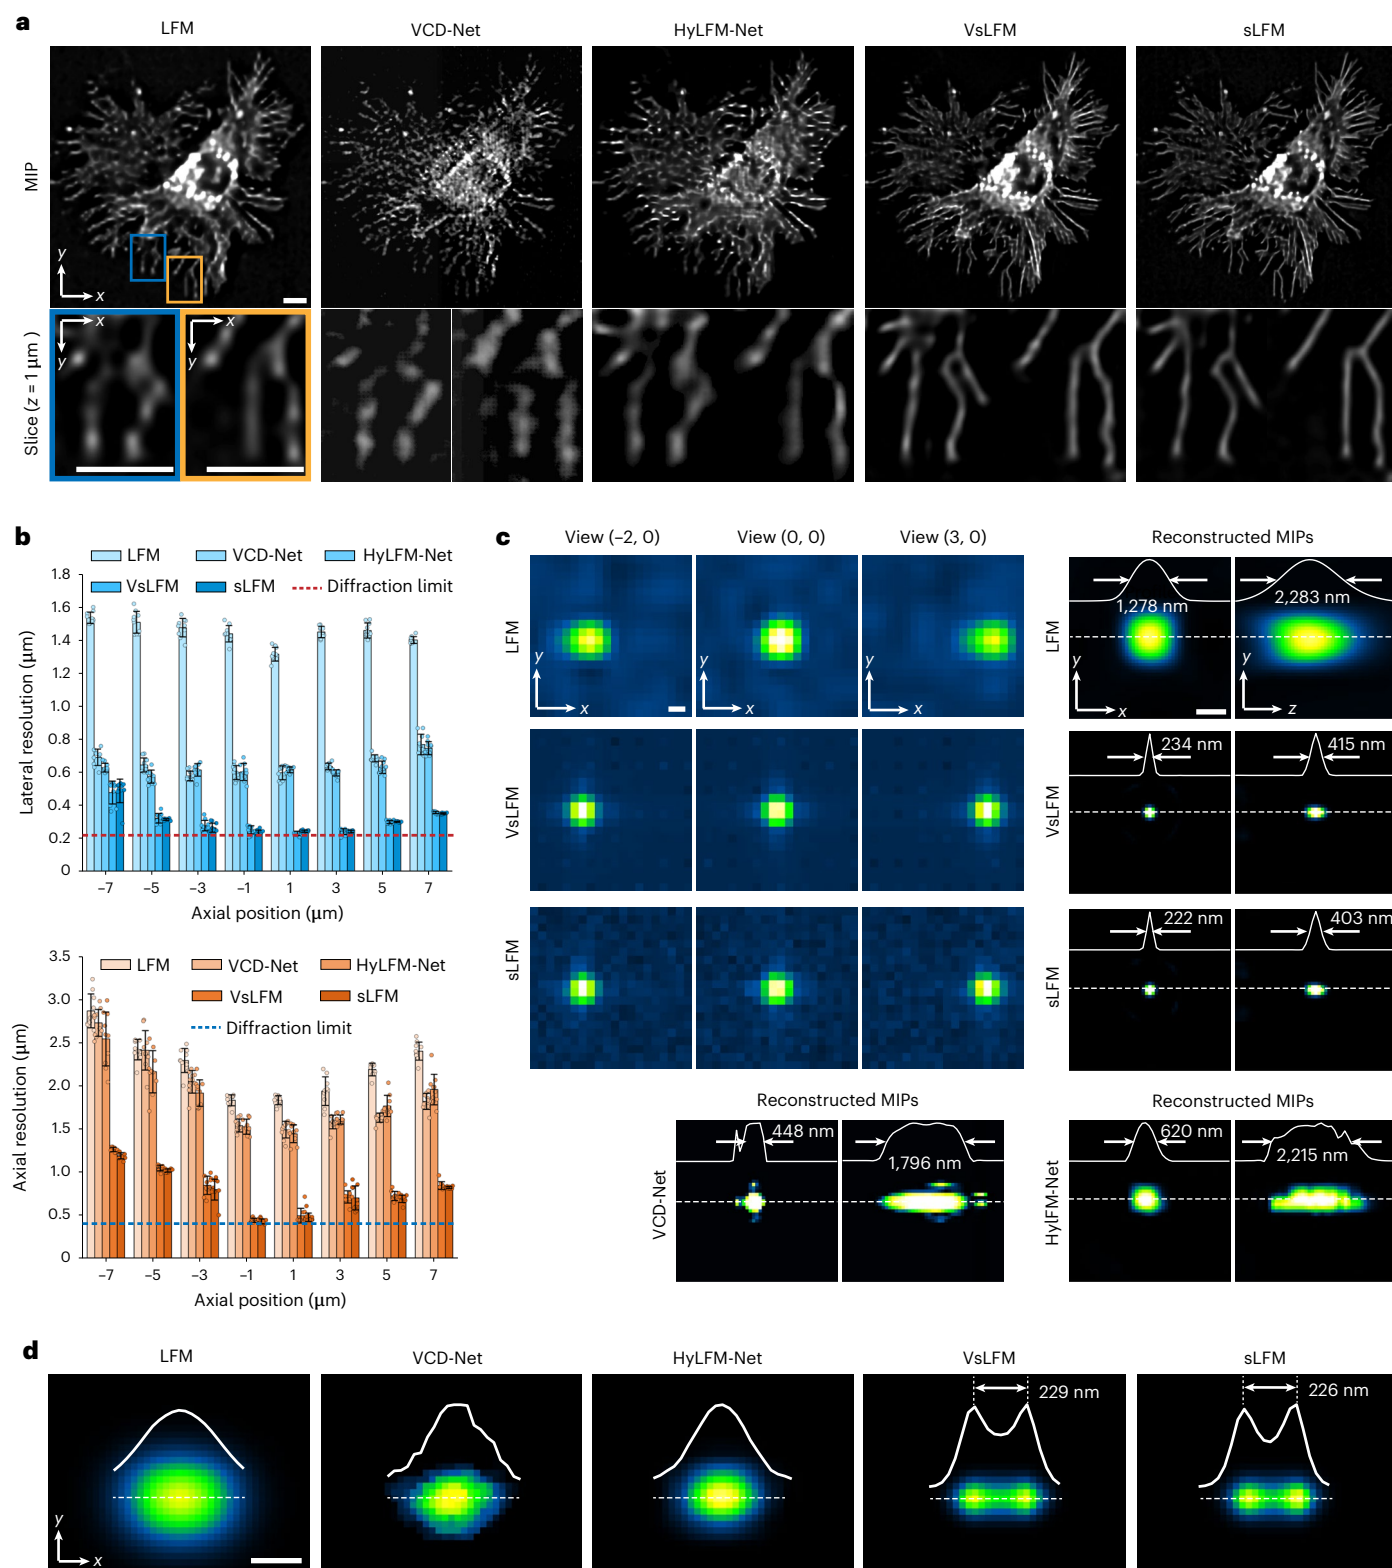 a
LFM
VCD-Net
HyLFM-Net
VsLFM
sLFM
MIP
y
x
Slice (z = 1 µm )
x
y
x
y
b
LFM
VCD-Net
HyLFM-Net
VsLFM
sLFM
Diffraction limit
Lateral resolution (µm)
1.8
1.6
1.4
1.2
1.0
0.8
0.6
0.4
0.2
0
–7
–5
–3
–1
1
3
5
7
Axial position (µm)
LFM
VCD-Net
HyLFM-Net
VsLFM
sLFM
Diffraction limit
Axial resolution (µm)
3.5
3.0
2.5
2.0
1.5
1.0
0.5
0
–7
–5
–3
–1
1
3
5
7
Axial position (µm)
c
View (–2, 0)
View (0, 0)
View (3, 0)
Reconstructed MIPs
LFM
y
x
y
x
y
x
LFM
1,278 nm
y
x
2,283 nm
y
z
VsLFM
VsLFM
234 nm
415 nm
sLFM
sLFM
222 nm
403 nm
Reconstructed MIPs
VCD-Net
448 nm
1,796 nm
Reconstructed MIPs
HyLFM-Net
620 nm
2,215 nm
d
LFM
VCD-Net
HyLFM-Net
VsLFM
sLFM
y
x
229 nm
226 nm